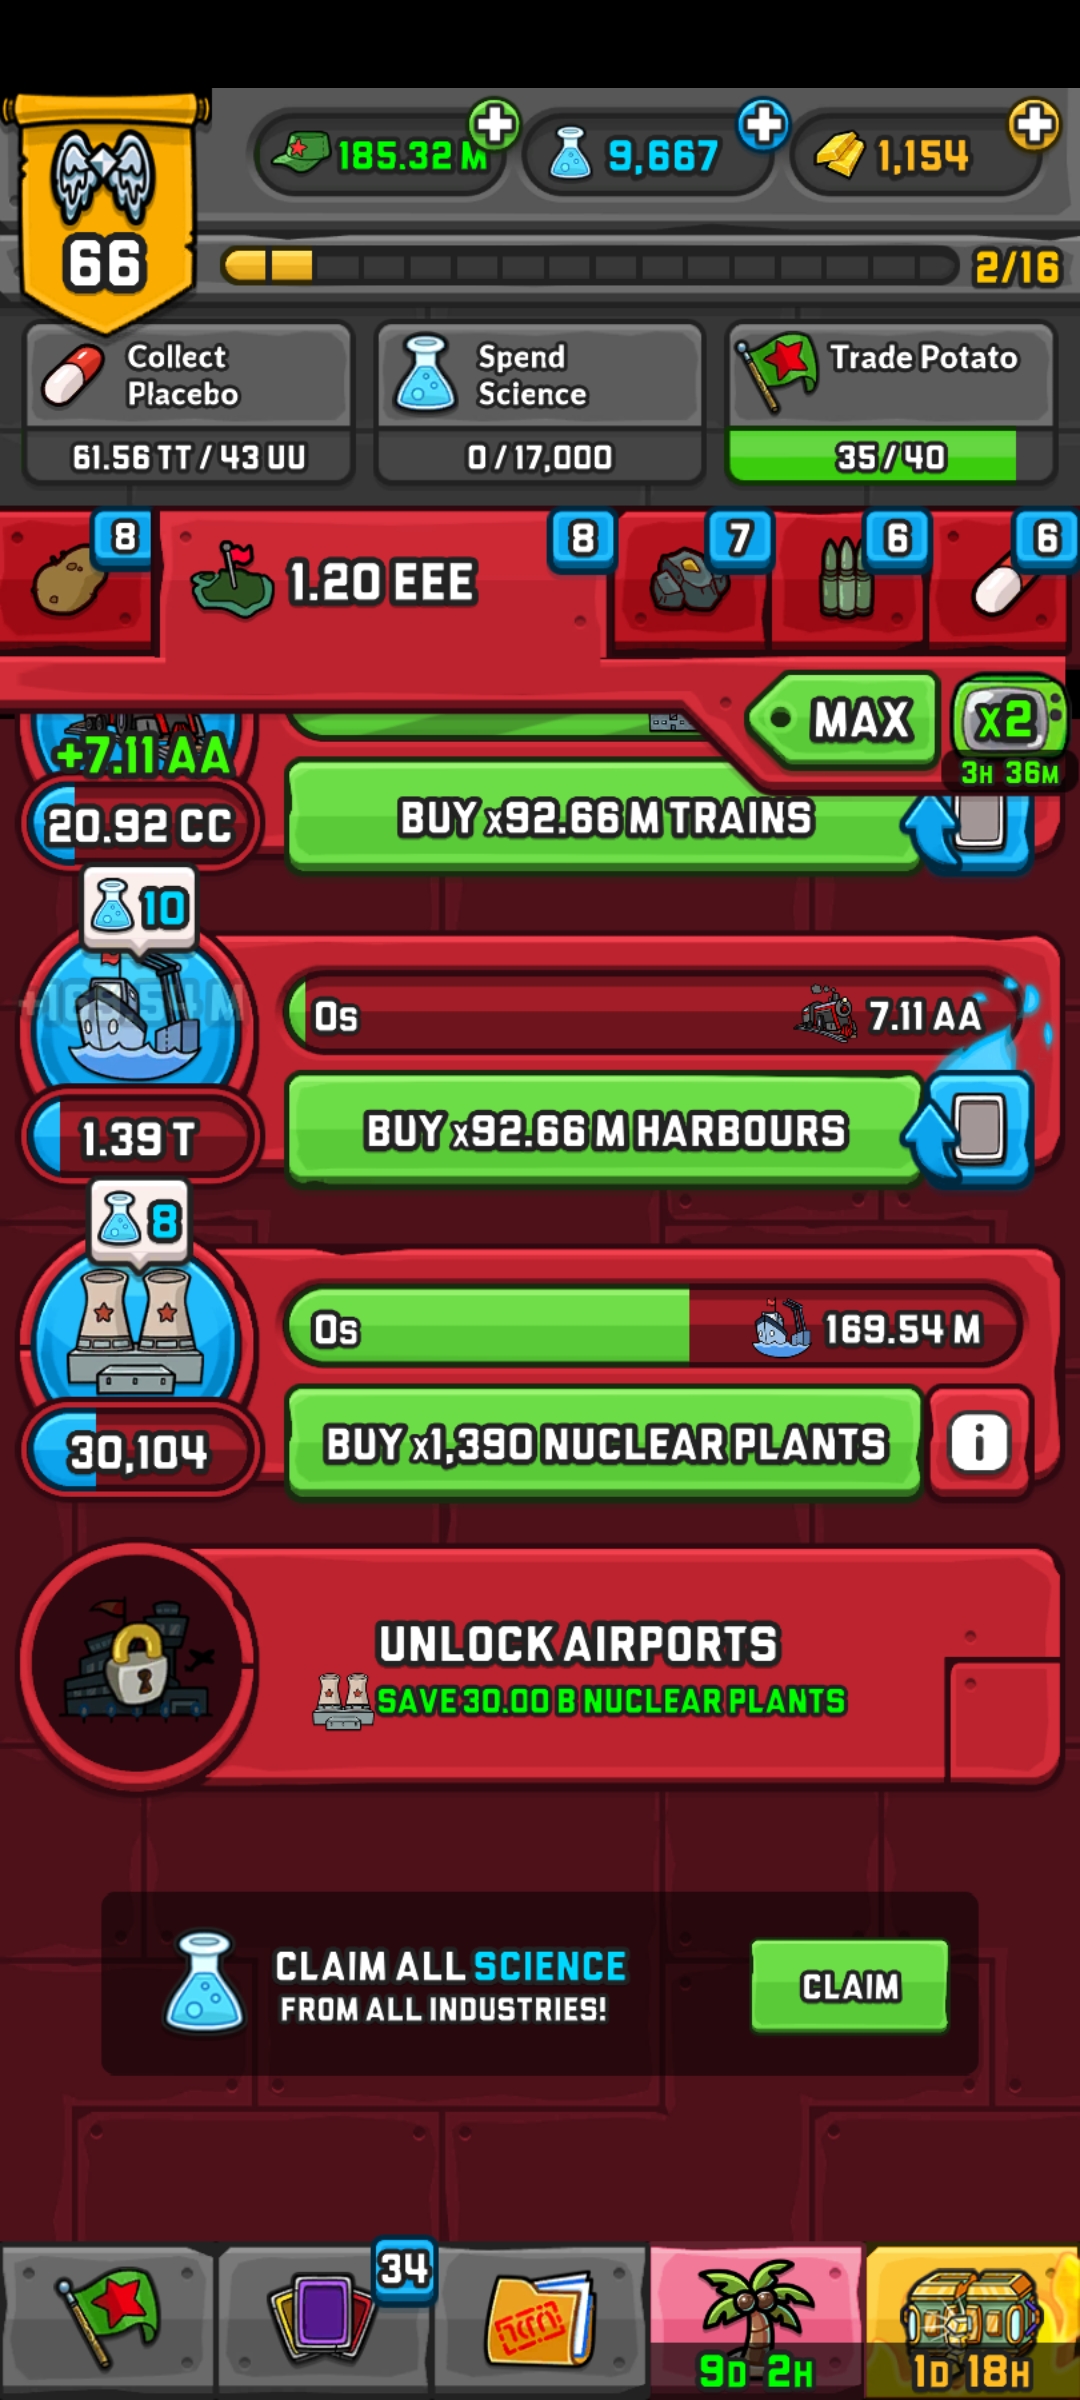 185.32 M
9,667
1,154
66
2/16
Collect
Placebo
61.56 TT / 43 UU
Spend
Science
0 / 17,000
Trade Potato
35 / 40
8
1.20 EEE
8
7
6
6
MAX
x2
3H 36M
+7.11 AA
20.92 CC
BUY x92.66 M TRAINS
10
+169.54 M
0s
7.11 AA
1.39 T
BUY x92.66 M HARBOURS
8
0s
169.54 M
30,104
BUY x1,390 NUCLEAR PLANTS
i
UNLOCK AIRPORTS
SAVE 30.00 B NUCLEAR PLANTS
CLAIM ALL SCIENCE
FROM ALL INDUSTRIES!
CLAIM
34
9D 2H
1D 18H